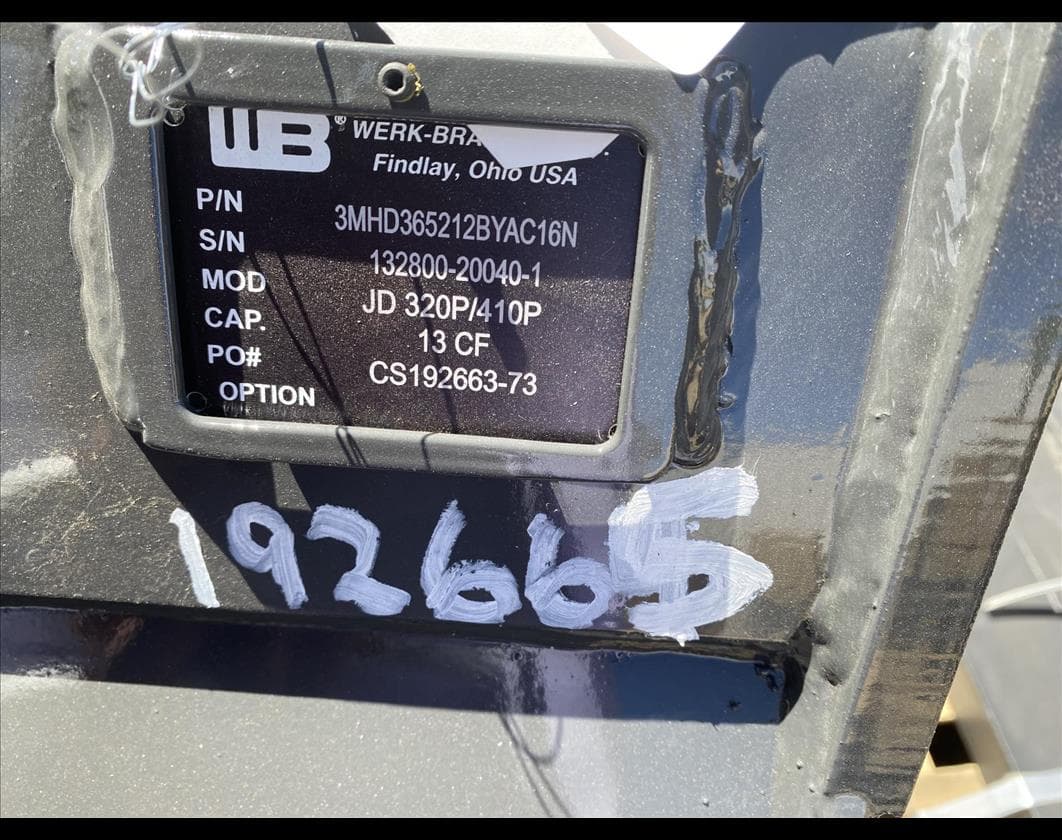 WB® WERK-BRA
Findlay, Ohio USA
P/N 3MHD365212BYAC16N
S/N 132800-20040-1
MOD JD 320P/410P
CAP. 13 CF
PO# CS192663-73
OPTION
192665